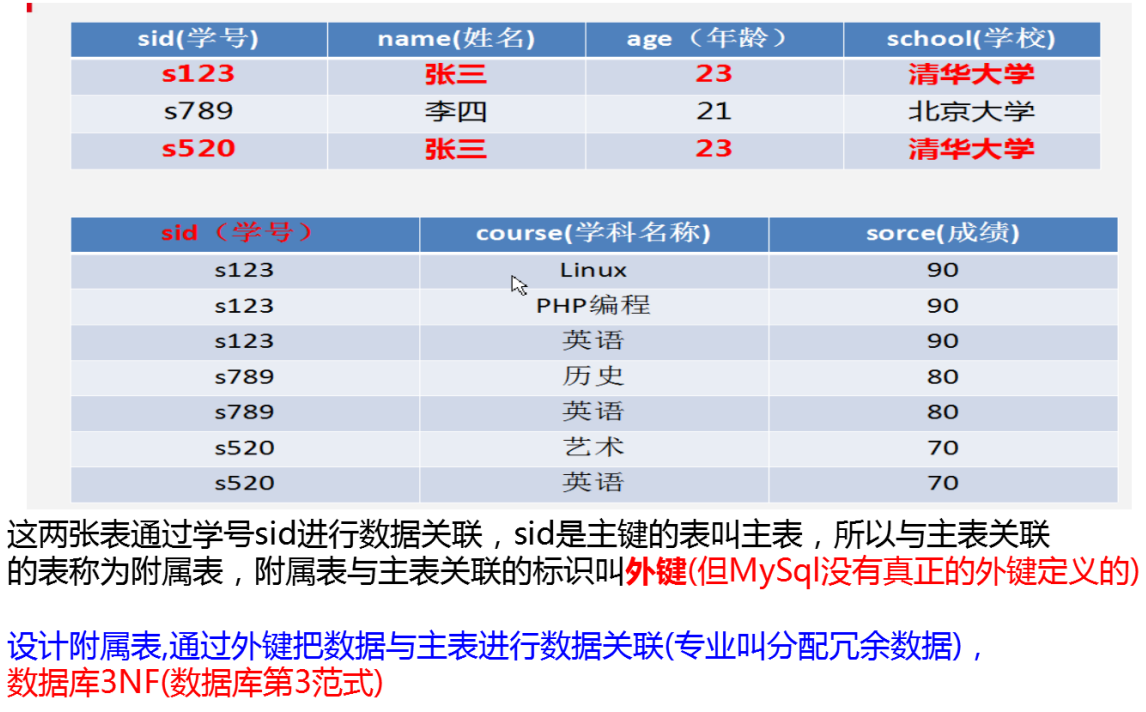 sid(学号) name(姓名) age（年龄） school(学校)
s123 张三 23 清华大学
s789 李四 21 北京大学
s520 张三 23 清华大学
sid（学号） course(学科名称) sorce(成绩)
s123 Linux 90
s123 PHP编程 90
s123 英语 90
s789 历史 80
s789 英语 80
s520 艺术 70
s520 英语 70
这两张表通过学号sid进行数据关联，sid是主键的表叫主表，所以与主表关联
的表称为附属表，附属表与主表关联的标识叫外键(但MySql没有真正的外键定义的)
设计附属表,通过外键把数据与主表进行数据关联(专业叫分配冗余数据)，
数据库3NF(数据库第3范式)